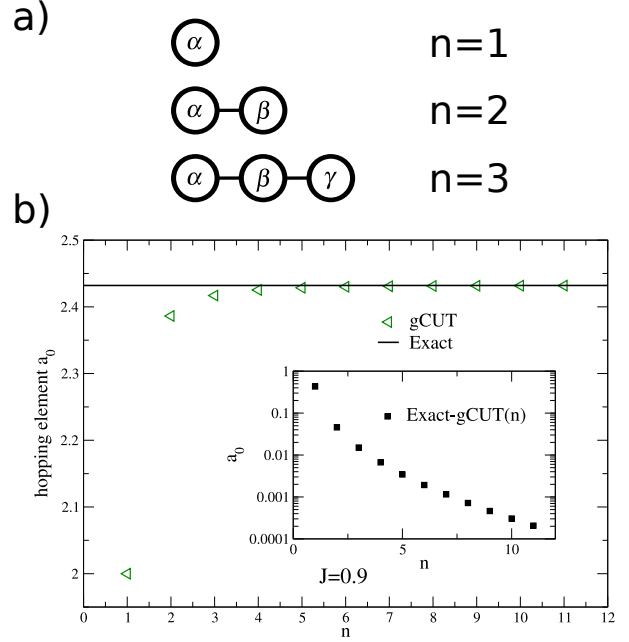 a)
α n=1
α β n=2
α β γ n=3
b)
2.5
2.4
2.3
2.2
2.1
2
hopping element a0
gCUT
Exact
1
0.1
0.01
0.001
0.0001
a0
Exact-gCUT(n)
0 5 10
n
J=0.9
0 1 2 3 4 5 6 7 8 9 10 11 12
n